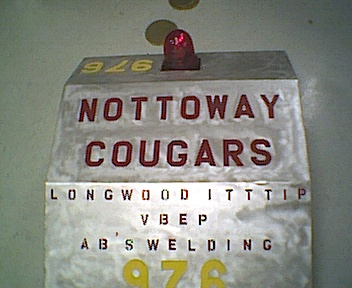 976
NOTTOWAY
COUGARS
LONGWOOD ITTTIP
VBEP
AB'S WELDING
976